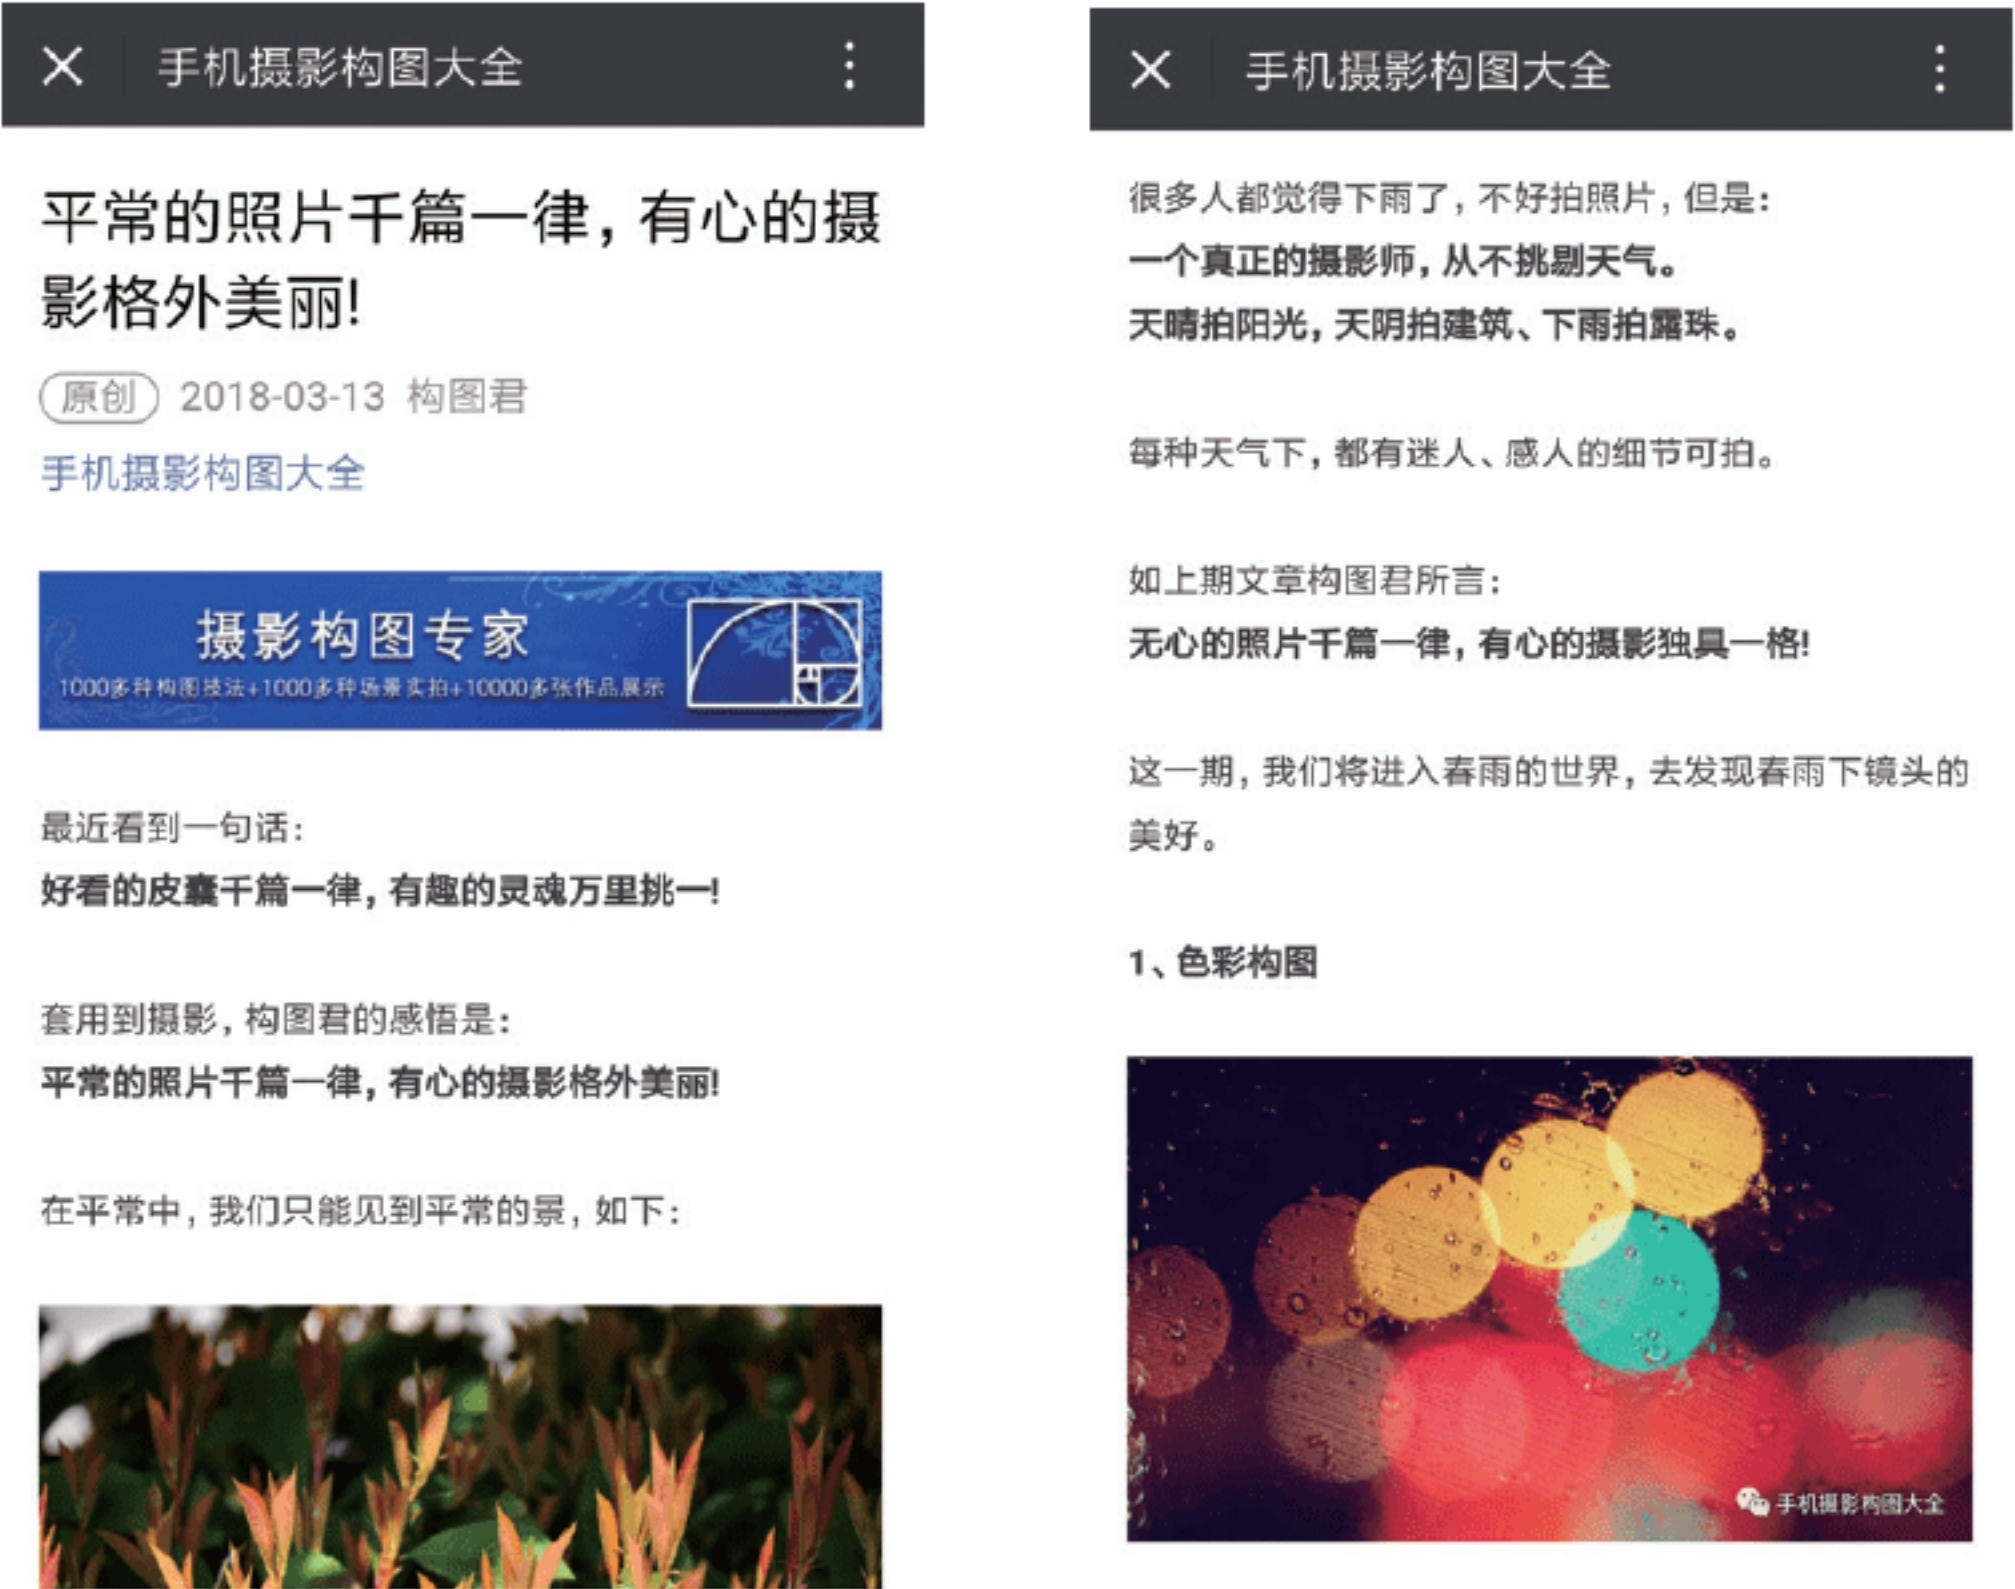 手机摄影构图大全
平常的照片千篇一律，有心的摄
影格外美丽!
原创 2018-03-13 构图君
手机摄影构图大全
摄影构图专家
1000多种构图技法+1000多种场景实拍+10000多张作品展示
最近看到一句话：
好看的皮囊千篇一律，有趣的灵魂万里挑一!
套用到摄影，构图君的感悟是：
平常的照片千篇一律，有心的摄影格外美丽!
在平常中，我们只能见到平常的景，如下：
手机摄影构图大全
很多人都觉得下雨了，不好拍照片，但是：
一个真正的摄影师，从不挑剔天气。
天晴拍阳光，天阴拍建筑、下雨拍露珠。
每种天气下，都有迷人、感人的细节可拍。
如上期文章构图君所言：
无心的照片千篇一律，有心的摄影独具一格!
这一期，我们将进入春雨的世界，去发现春雨下镜头的
美好。
1、色彩构图
手机摄影构图大全